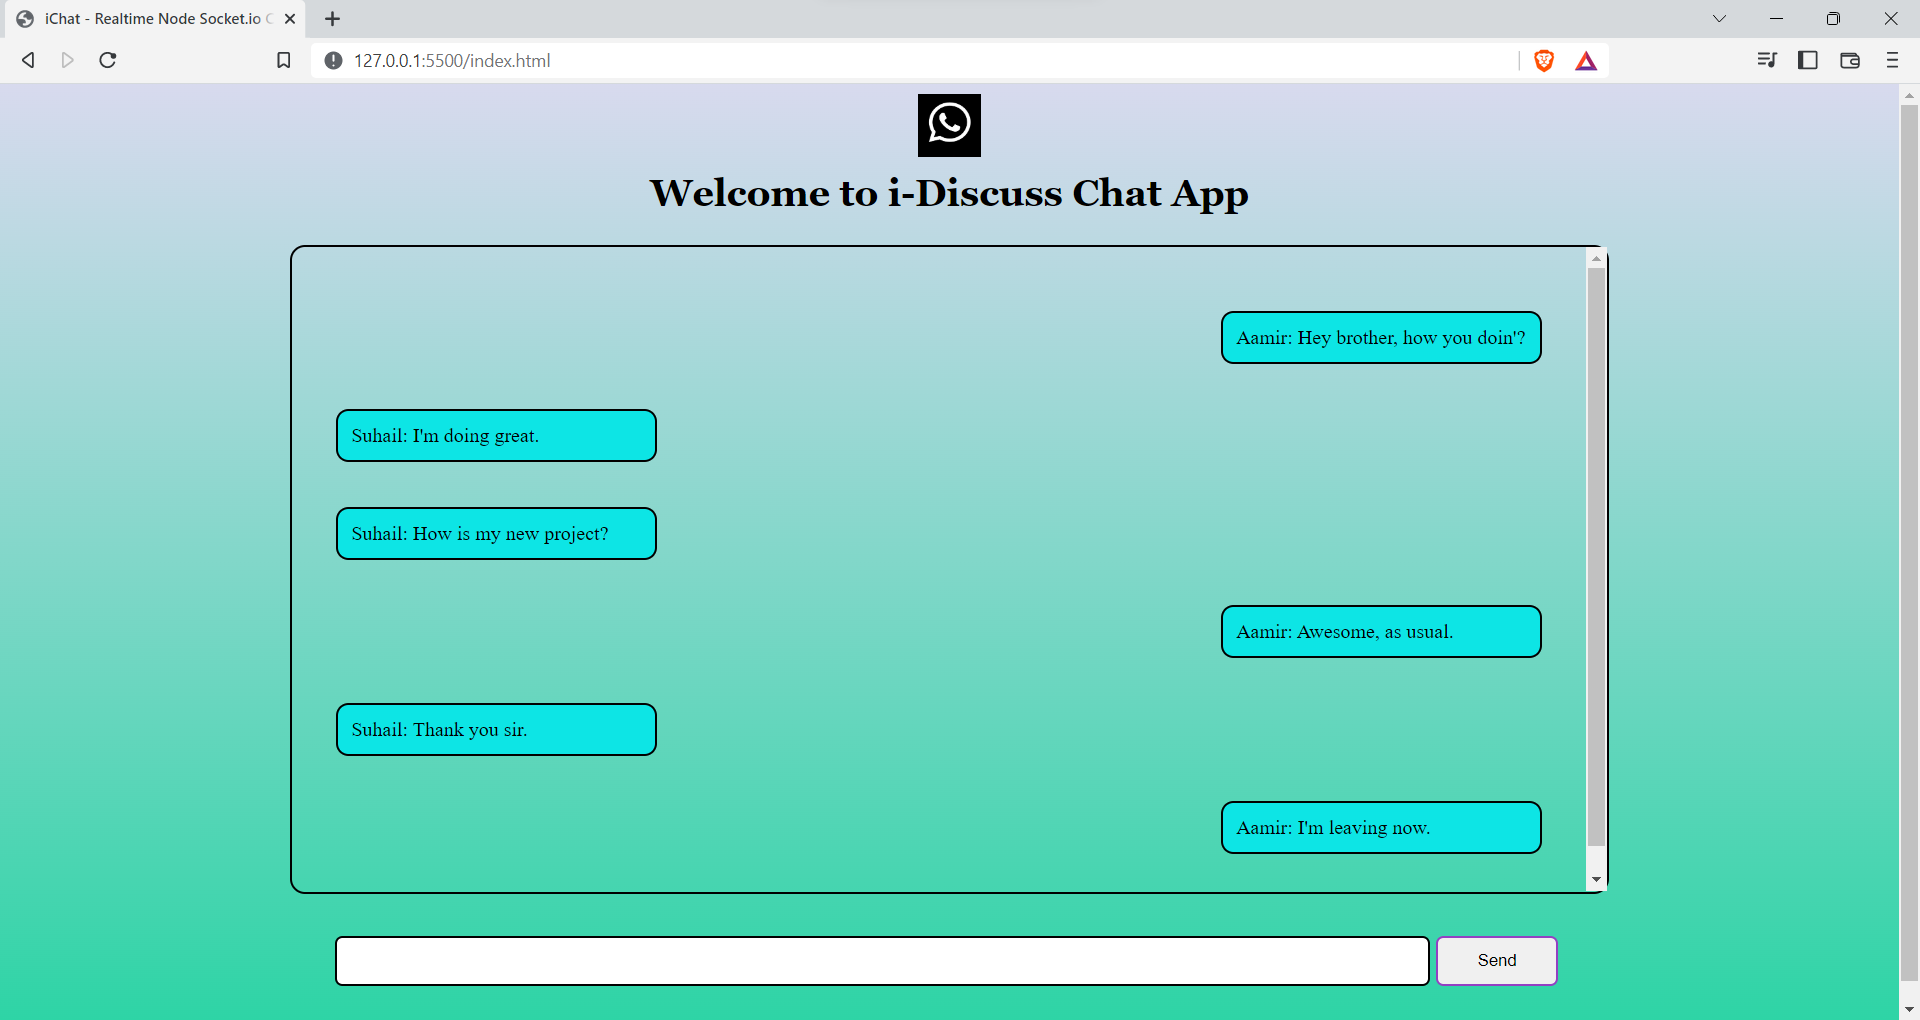 iChat - Realtime Node Socket.io
127.0.0.1:5500/index.html
Welcome to i-Discuss Chat App
Aamir: Hey brother, how you doin'?
Suhail: I'm doing great.
Suhail: How is my new project?
Aamir: Awesome, as usual.
Suhail: Thank you sir.
Aamir: I'm leaving now.
Send